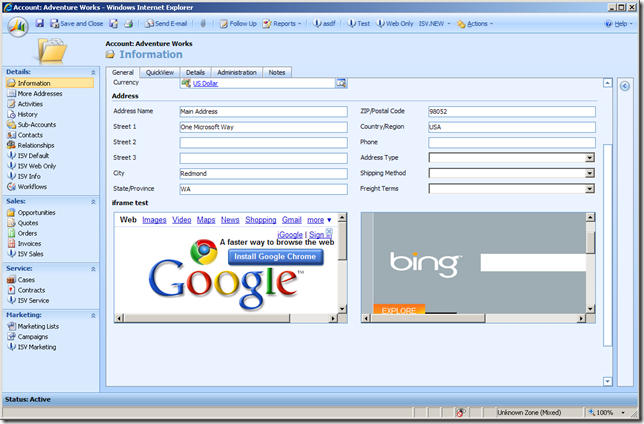 Account: Adventure Works - Windows Internet Explorer
Save and Close
Send E-mail
Follow Up
Reports
asdf
Test
Web Only
ISV.NEW
Actions
Help
Account: Adventure Works
Information
Details:
Information
More Addresses
Activities
History
Sub-Accounts
Contacts
Relationships
ISV Default
ISV Web Only
ISV Info
Workflows
Sales:
Opportunities
Quotes
Orders
Invoices
ISV Sales
Service:
Cases
Contracts
ISV Service
Marketing:
Marketing Lists
Campaigns
ISV Marketing
General QuickView Details Administration Notes
Currency US Dollar
Address
Address Name Main Address ZIP/Postal Code 98052
Street 1 One Microsoft Way Country/Region USA
Street 2 Phone
Street 3 Address Type
City Redmond Shipping Method
State/Province WA Freight Terms
iframe test
Web Images Video Maps News Shopping Gmail more ▼
iGoogle | Sign
A faster way to browse the web
Install Google Chrome
Google™
bing™
EXPLORE
Status: Active
Unknown Zone (Mixed) 100%